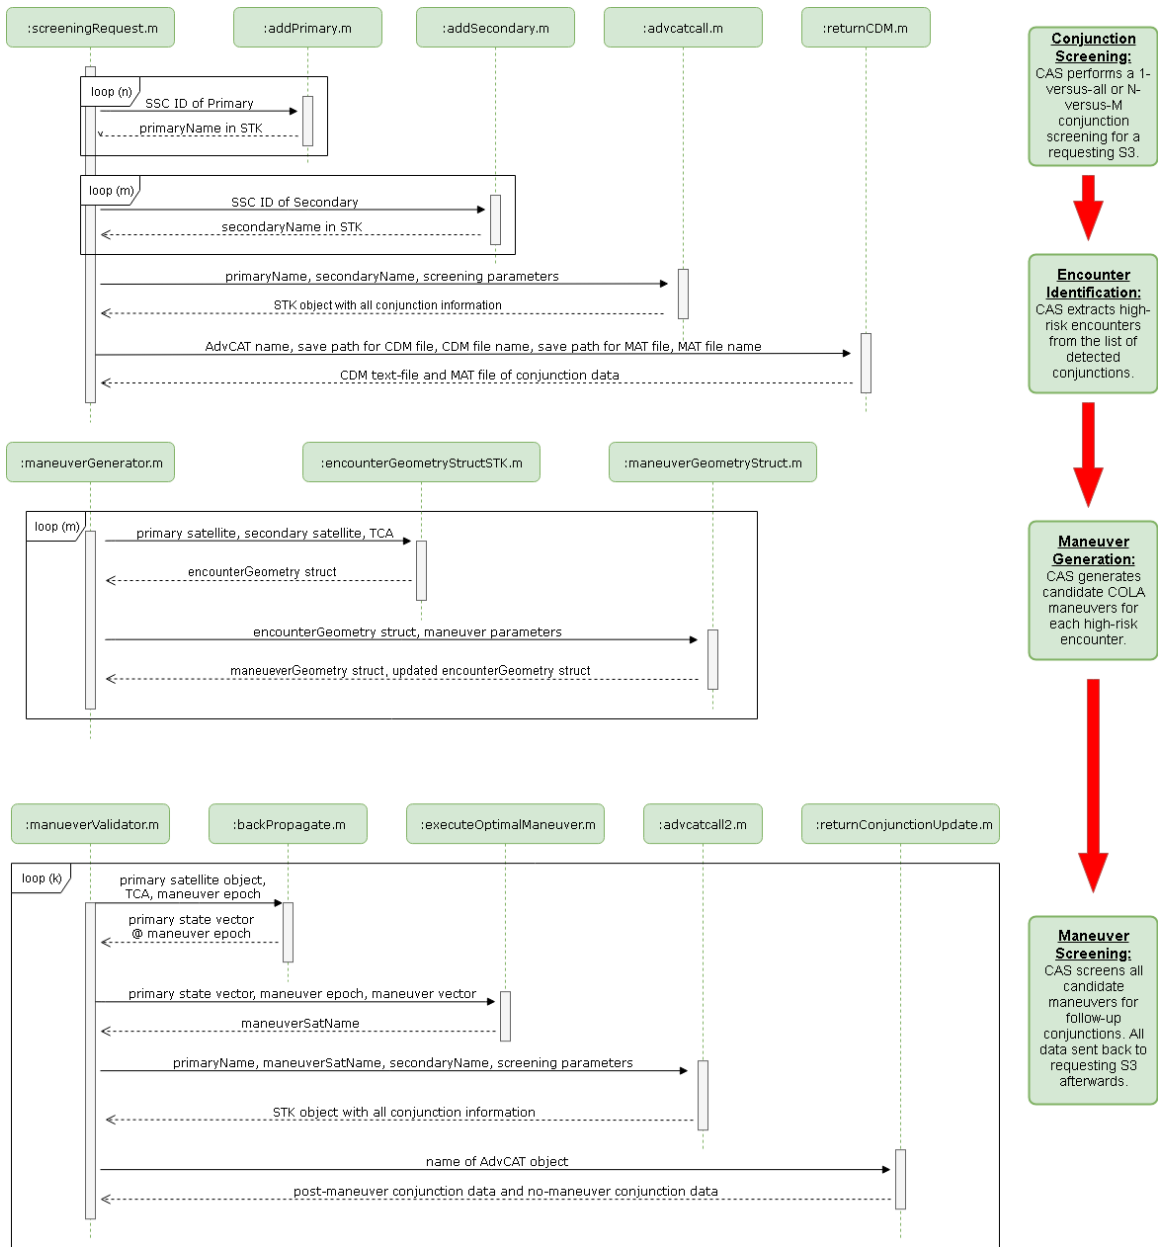 :screeningRequest.m
:addPrimary.m
:addSecondary.m
:advcatcall.m
:returnCDM.m
loop (n)
SSC ID of Primary
primaryName in STK
loop (m)
SSC ID of Secondary
secondaryName in STK
primaryName, secondaryName, screening parameters
STK object with all conjunction information
AdvCAT name, save path for CDM file, CDM file name, save path for MAT file, MAT file name
CDM text-file and MAT file of conjunction data
:maneuverGenerator.m
:encounterGeometryStructSTK.m
:maneuverGeometryStruct.m
loop (m)
primary satellite, secondary satellite, TCA
encounterGeometry struct
encounterGeometry struct, maneuver parameters
maneueverGeometry struct, updated encounterGeometry struct
:manueverValidator.m
:backPropagate.m
:executeOptimalManeuver.m
:advcatcall2.m
:returnConjunctionUpdate.m
loop (k)
primary satellite object,
TCA, maneuver epoch
primary state vector
@ maneuver epoch
primary state vector, maneuver epoch, maneuver vector
maneuverSatName
primaryName, maneuverSatName, secondaryName, screening parameters
STK object with all conjunction information
name of AdvCAT object
post-maneuver conjunction data and no-maneuver conjunction data
Conjunction
Screening:
CAS performs a 1-
versus-all or N-
versus-M
conjunction
screening for a
requesting S3.
Encounter
Identification:
CAS extracts high-
risk encounters
from the list of
detected
conjunctions.
Maneuver
Generation:
CAS generates
candidate COLA
maneuvers for
each high-risk
encounter.
Maneuver
Screening:
CAS screens all
candidate
maneuvers for
follow-up
conjunctions. All
data sent back to
requesting S3
afterwards.